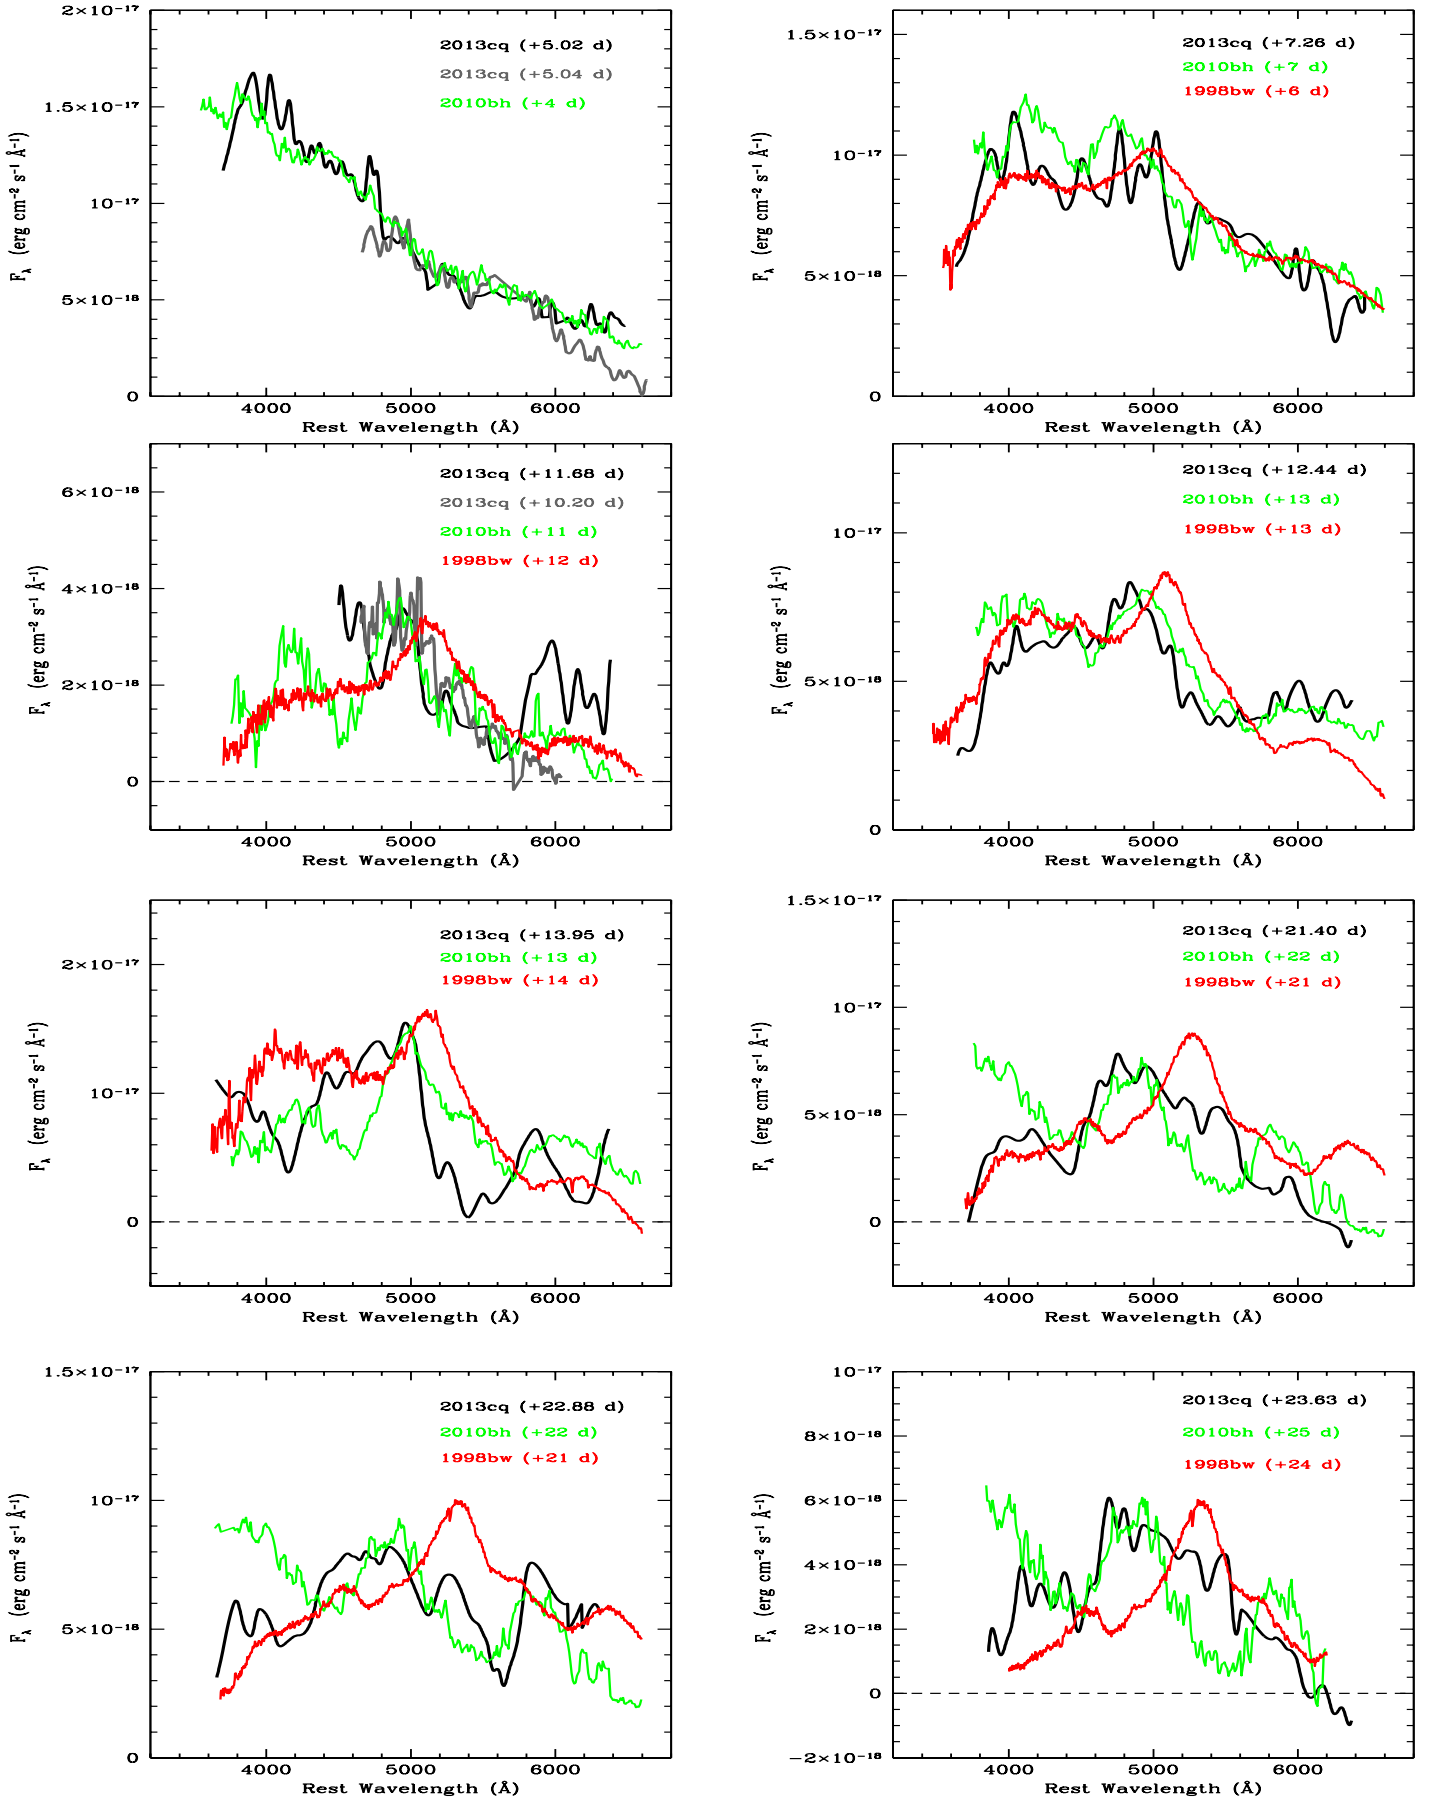 2×10⁻¹⁷
1.5×10⁻¹⁷
10⁻¹⁷
5×10⁻¹⁸
0
F_λ (erg cm⁻² s⁻¹ Å⁻¹)
2013cq (+5.02 d)
2013cq (+5.04 d)
2010bh (+4 d)
4000 5000 6000
Rest Wavelength (Å)
1.5×10⁻¹⁷
10⁻¹⁷
5×10⁻¹⁸
0
F_λ (erg cm⁻² s⁻¹ Å⁻¹)
2013cq (+7.26 d)
2010bh (+7 d)
1998bw (+6 d)
4000 5000 6000
Rest Wavelength (Å)
6×10⁻¹⁸
4×10⁻¹⁸
2×10⁻¹⁸
0
F_λ (erg cm⁻² s⁻¹ Å⁻¹)
2013cq (+11.68 d)
2013cq (+10.20 d)
2010bh (+11 d)
1998bw (+12 d)
4000 5000 6000
Rest Wavelength (Å)
10⁻¹⁷
5×10⁻¹⁸
0
F_λ (erg cm⁻² s⁻¹ Å⁻¹)
2013cq (+12.44 d)
2010bh (+13 d)
1998bw (+13 d)
4000 5000 6000
Rest Wavelength (Å)
2×10⁻¹⁷
10⁻¹⁷
0
F_λ (erg cm⁻² s⁻¹ Å⁻¹)
2013cq (+13.95 d)
2010bh (+13 d)
1998bw (+14 d)
4000 5000 6000
Rest Wavelength (Å)
1.5×10⁻¹⁷
10⁻¹⁷
5×10⁻¹⁸
0
F_λ (erg cm⁻² s⁻¹ Å⁻¹)
2013cq (+21.40 d)
2010bh (+22 d)
1998bw (+21 d)
4000 5000 6000
Rest Wavelength (Å)
1.5×10⁻¹⁷
10⁻¹⁷
5×10⁻¹⁸
0
F_λ (erg cm⁻² s⁻¹ Å⁻¹)
2013cq (+22.88 d)
2010bh (+22 d)
1998bw (+21 d)
4000 5000 6000
Rest Wavelength (Å)
10⁻¹⁷
8×10⁻¹⁸
6×10⁻¹⁸
4×10⁻¹⁸
2×10⁻¹⁸
0
−2×10⁻¹⁸
F_λ (erg cm⁻² s⁻¹ Å⁻¹)
2013cq (+23.63 d)
2010bh (+25 d)
1998bw (+24 d)
4000 5000 6000
Rest Wavelength (Å)